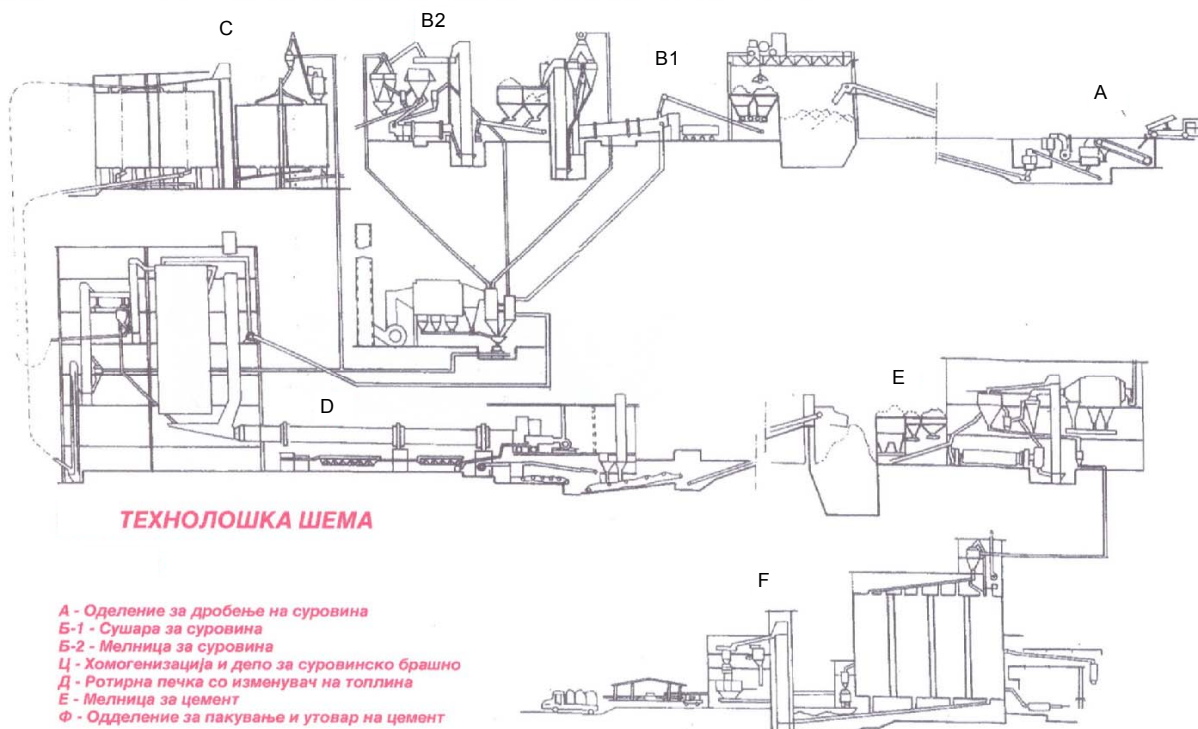 C
B2
B1
A
D
E
ТЕХНОЛОШКА ШЕМА
F
А - Оделение за дробење на суровина
Б-1 - Сушара за суровина
Б-2 - Мелница за суровина
Ц - Хомогенизација и депо за суровинско брашно
Д - Ротирна печка со изменувач на топлина
Е - Мелница за цемент
Ф - Одделение за пакување и утовар на цемент